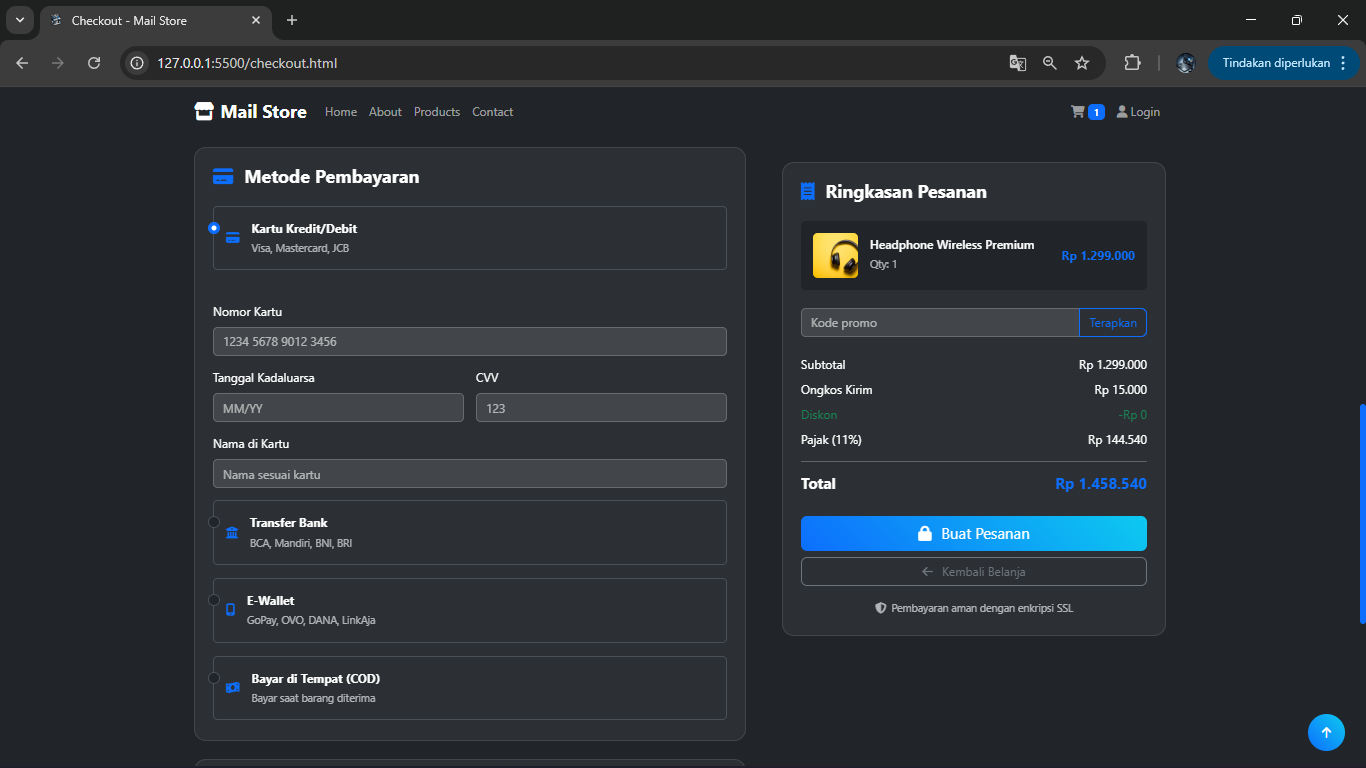 Checkout - Mail Store
127.0.0.1:5500/checkout.html
Tindakan diperlukan
Mail Store
Home
About
Products
Contact
1
Login
Metode Pembayaran
Kartu Kredit/Debit
Visa, Mastercard, JCB
Nomor Kartu
1234 5678 9012 3456
Tanggal Kadaluarsa
CVV
MM/YY
123
Nama di Kartu
Nama sesuai kartu
Transfer Bank
BCA, Mandiri, BNI, BRI
E-Wallet
GoPay, OVO, DANA, LinkAja
Bayar di Tempat (COD)
Bayar saat barang diterima
Ringkasan Pesanan
Headphone Wireless Premium
Qty: 1
Rp 1.299.000
Kode promo
Terapkan
Subtotal Rp 1.299.000
Ongkos Kirim Rp 15.000
Diskon -Rp 0
Pajak (11%) Rp 144.540
Total Rp 1.458.540
Buat Pesanan
Kembali Belanja
Pembayaran aman dengan enkripsi SSL